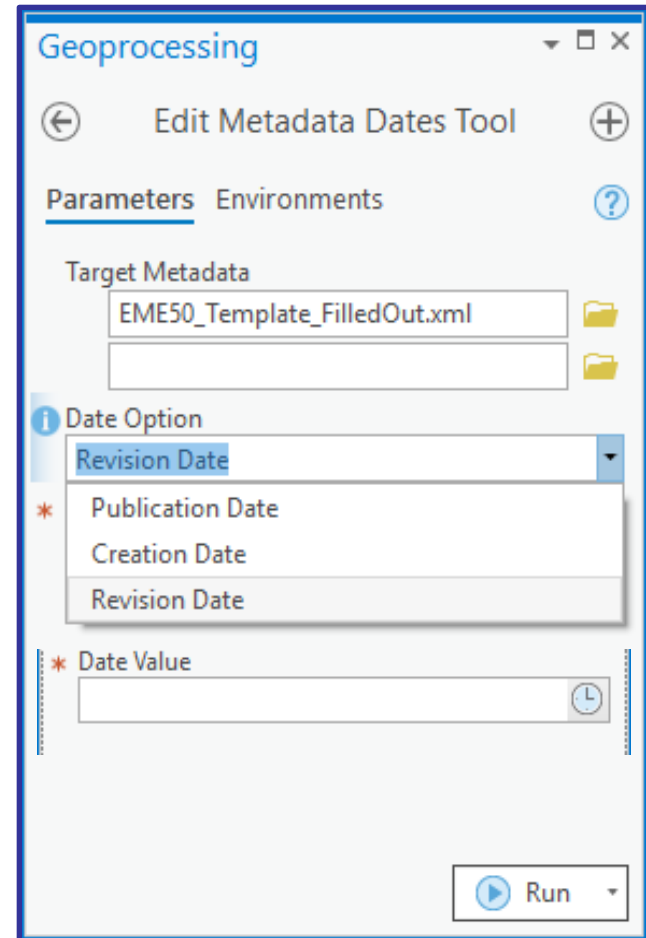 Geoprocessing
Edit Metadata Dates Tool
Parameters Environments
Target Metadata
EME50_Template_FilledOut.xml
Date Option
Revision Date
* Publication Date
Creation Date
Revision Date
* Date Value
Run